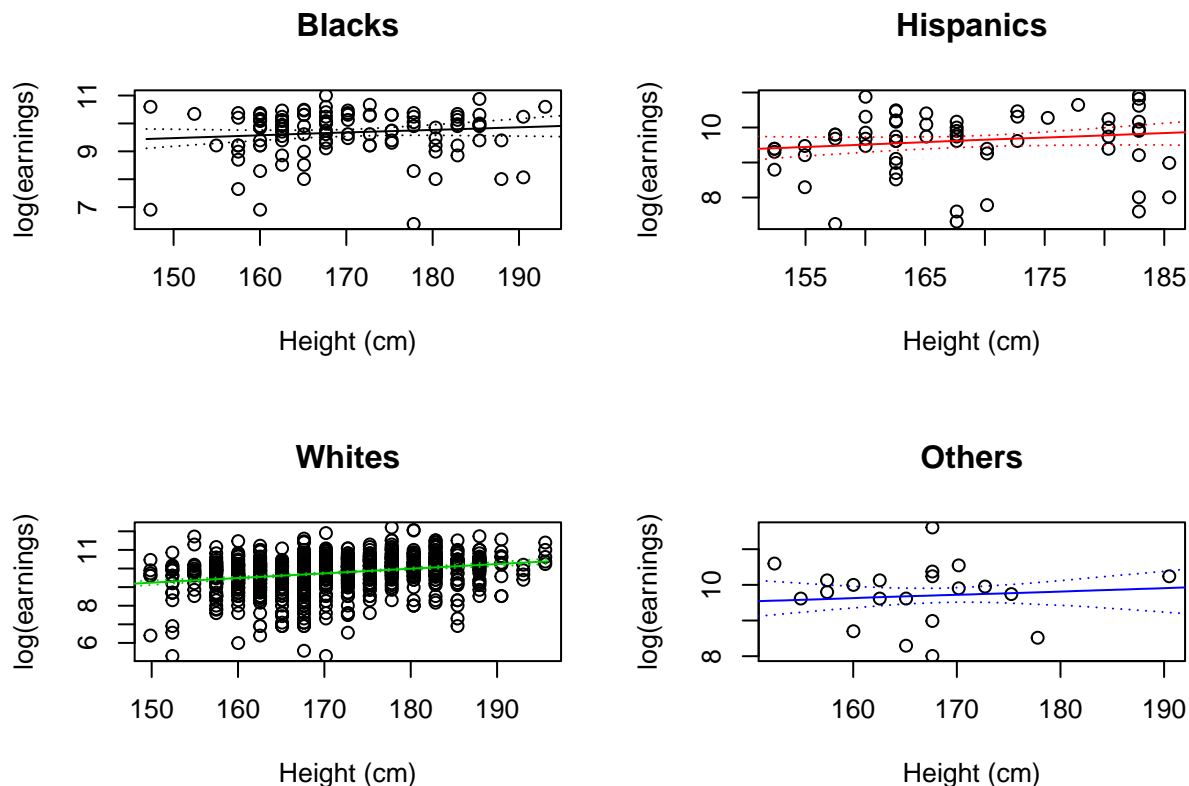 Blacks
log(earnings)
7 9 11
150 160 170 180 190
Height (cm)
Hispanics
log(earnings)
8 10
155 165 175 185
Height (cm)
Whites
log(earnings)
6 8 11
150 160 170 180 190
Height (cm)
Others
log(earnings)
8 10
160 170 180 190
Height (cm)